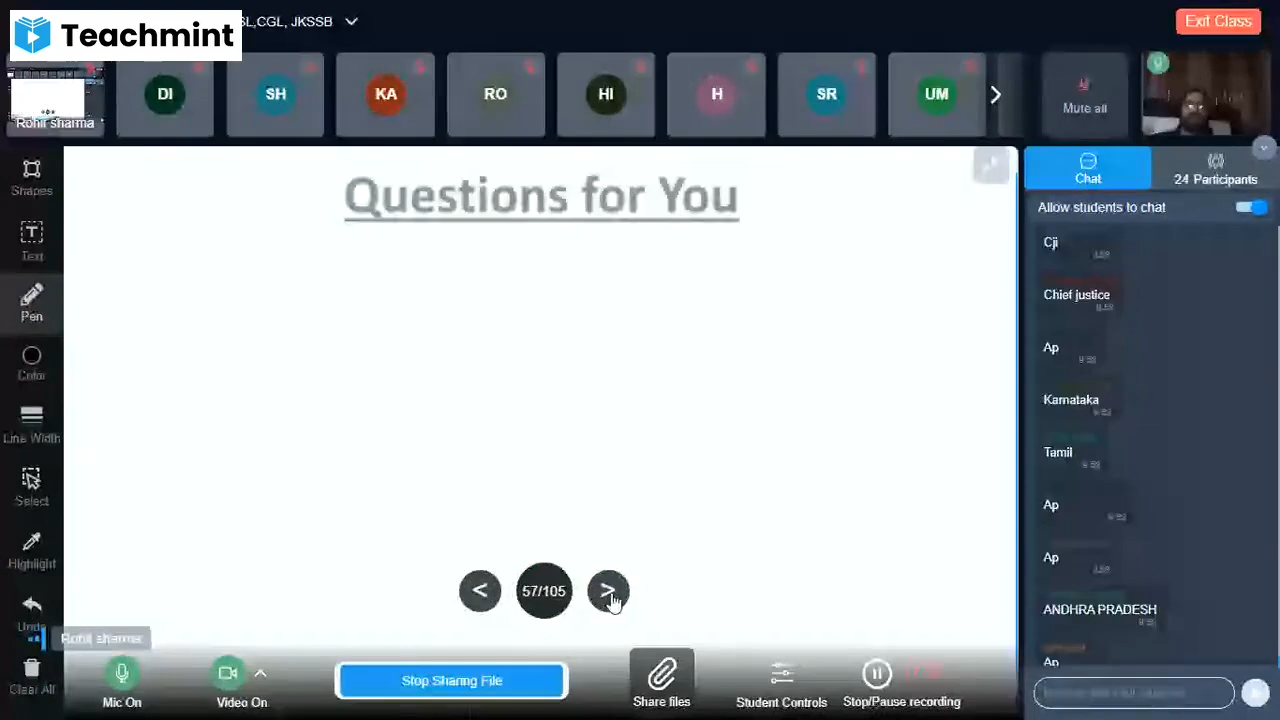 Teachmint
SL,CGL, JKSSB
Exit Class
DI
SH
KA
RO
HI
H
SR
UM
>
Mute all
Rohit sharma
Shapes
Text
Pen
Color
Line Width
Select
Highlight
Undo
Clear All
Questions for You
<
57/105
>
Rohit sharma
Mic On
Video On
Stop Sharing File
Share files
Student Controls
Stop/Pause recording
Chat
24 Participants
Allow students to chat
Cji
Chief justice
Ap
Karnataka
Tamil
Ap
Ap
ANDHRA PRADESH
Ap